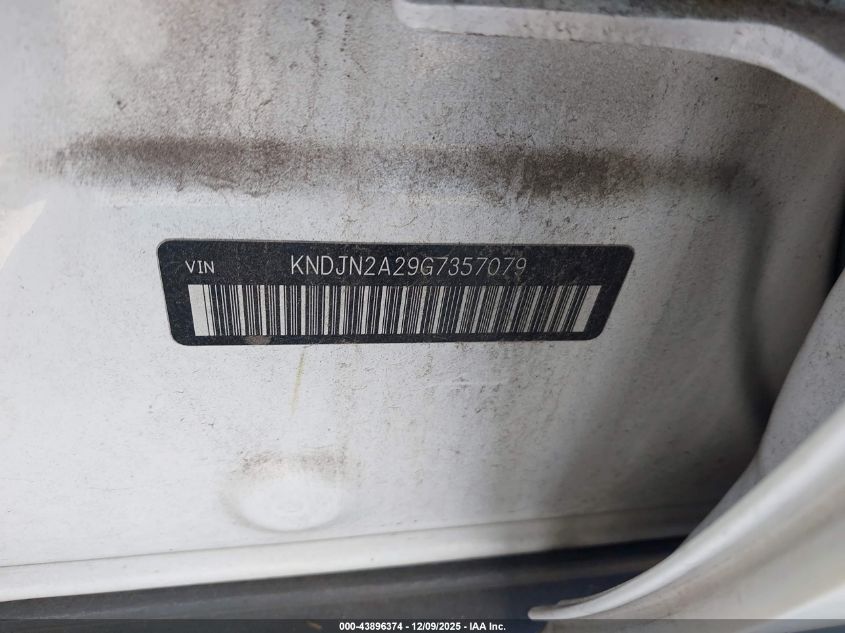 VIN KNDJN2A29G7357079
000-43896374 | 12/09/2025 | IAA Inc.